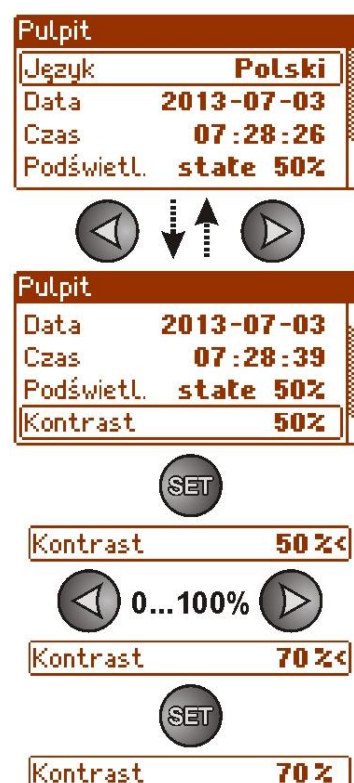 Pulpit
Język Polski
Data 2013-07-03
Czas 07:28:26
Podświetl. stałe 50%
Pulpit
Data 2013-07-03
Czas 07:28:39
Podświetl. stałe 50%
Kontrast 50%
SET
Kontrast 50%<
0...100%
Kontrast 70%<
SET
Kontrast 70%